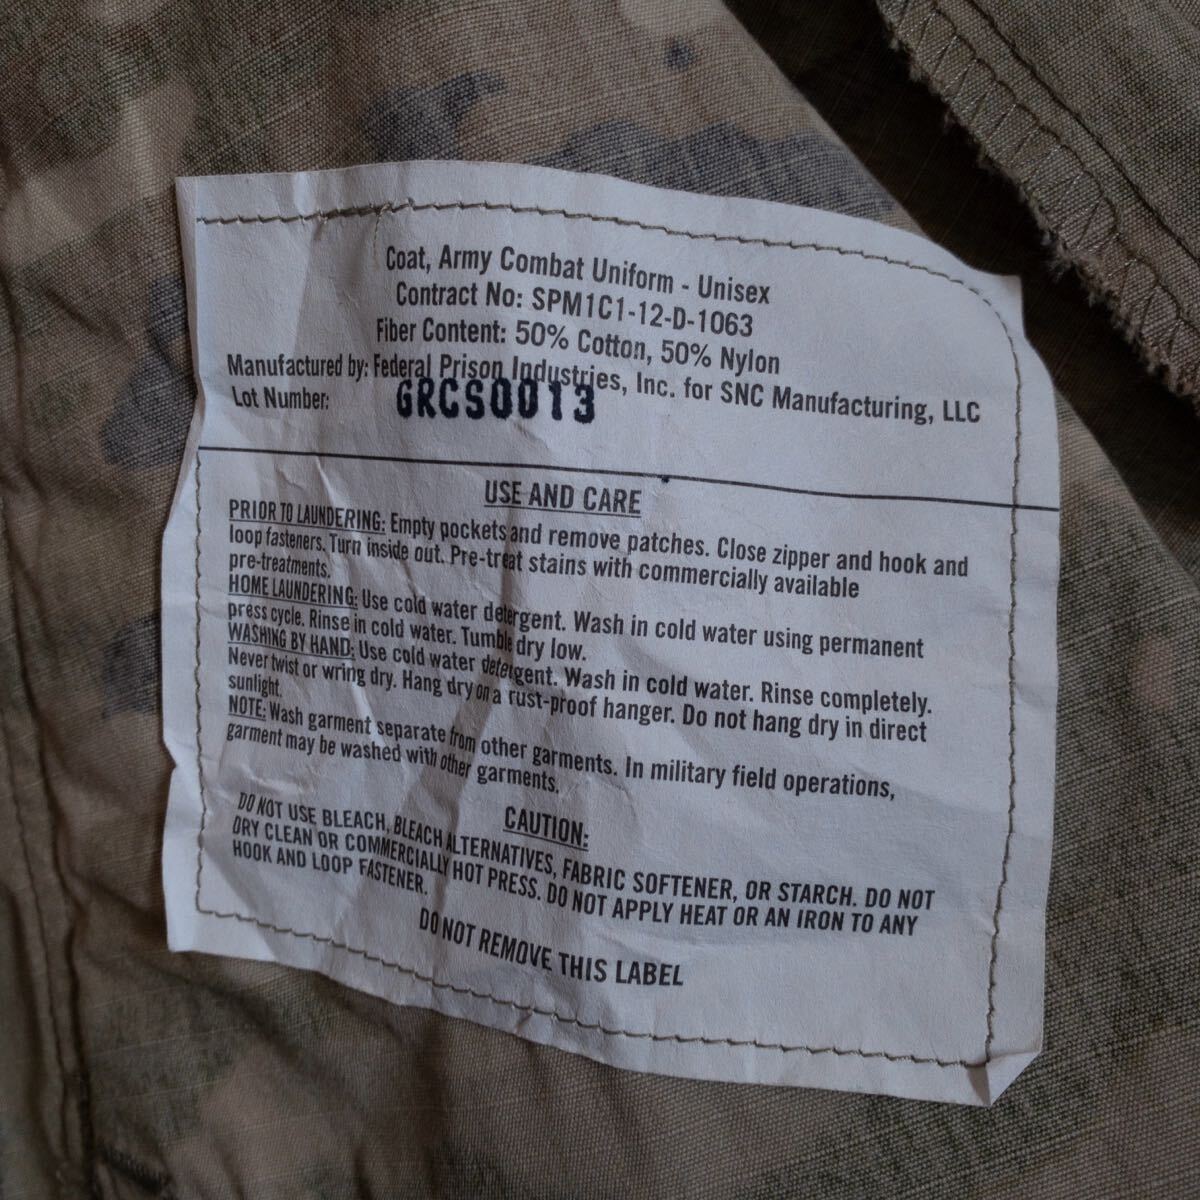 Coat, Army Combat Uniform - Unisex
Contract No: SPM1C1-12-D-1063
Fiber Content: 50% Cotton, 50% Nylon
Manufactured by: Federal Prison Industries, Inc. for SNC Manufacturing, LLC
Lot Number: GRCS0013
USE AND CARE
PRIOR TO LAUNDERING: Empty pockets and remove patches. Close zipper and hook and
loop fasteners. Turn inside out. Pre-treat stains with commercially available
pre-treatments.
HOME LAUNDERING: Use cold water detergent. Wash in cold water using permanent
press cycle. Rinse in cold water. Tumble dry low.
WASHING BY HAND: Use cold water detergent. Wash in cold water. Rinse completely.
Never twist or wring dry. Hang dry on a rust-proof hanger. Do not hang dry in direct
sunlight.
NOTE: Wash garment separate from other garments. In military field operations,
garment may be washed with other garments.
CAUTION:
DO NOT USE BLEACH, BLEACH ALTERNATIVES, FABRIC SOFTENER, OR STARCH. DO NOT
DRY CLEAN OR COMMERCIALLY HOT PRESS. DO NOT APPLY HEAT OR AN IRON TO ANY
HOOK AND LOOP FASTENER.
DO NOT REMOVE THIS LABEL